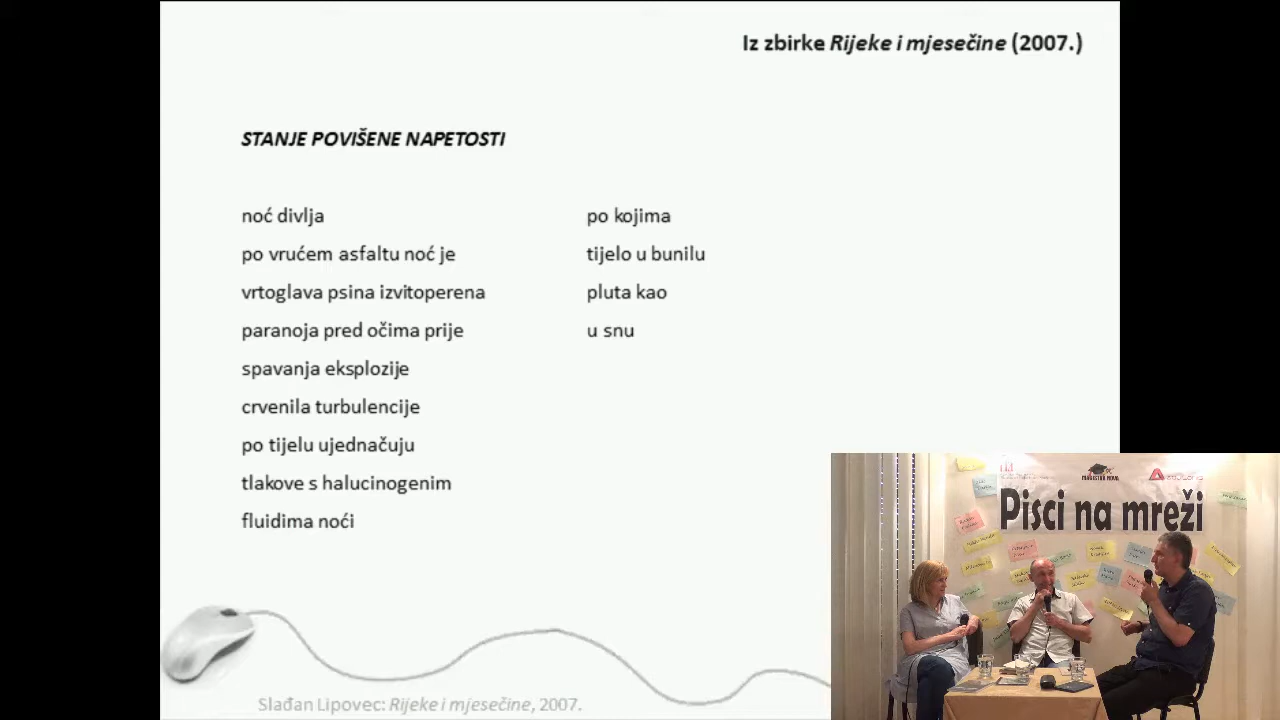 Iz zbirke Rijeke i mjesečine (2007.)
STANJE POVIŠENE NAPETOSTI
noć divlja
po vrućem asfaltu noć je
vrtoglava psina izvitoperena
paranoja pred očima prije
spavanja eksplozije
crvenila turbulencije
po tijelu ujednačuju
tlakove s halucinogenim
fluidima noći
po kojima
tijelo u bunilu
pluta kao
u snu
Slađan Lipovec: Rijeke i mjesečine, 2007.
Pisci na mreži